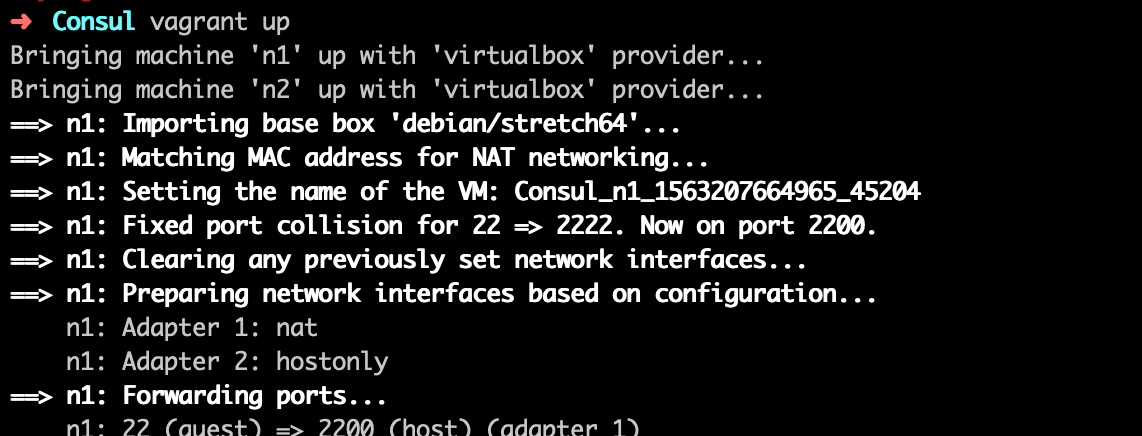 ➜ Consul vagrant up
Bringing machine 'n1' up with 'virtualbox' provider...
Bringing machine 'n2' up with 'virtualbox' provider...
==> n1: Importing base box 'debian/stretch64'...
==> n1: Matching MAC address for NAT networking...
==> n1: Setting the name of the VM: Consul_n1_1563207664965_45204
==> n1: Fixed port collision for 22 => 2222. Now on port 2200.
==> n1: Clearing any previously set network interfaces...
==> n1: Preparing network interfaces based on configuration...
    n1: Adapter 1: nat
    n1: Adapter 2: hostonly
==> n1: Forwarding ports...
    n1: 22 (guest) => 2200 (host) (adapter 1)